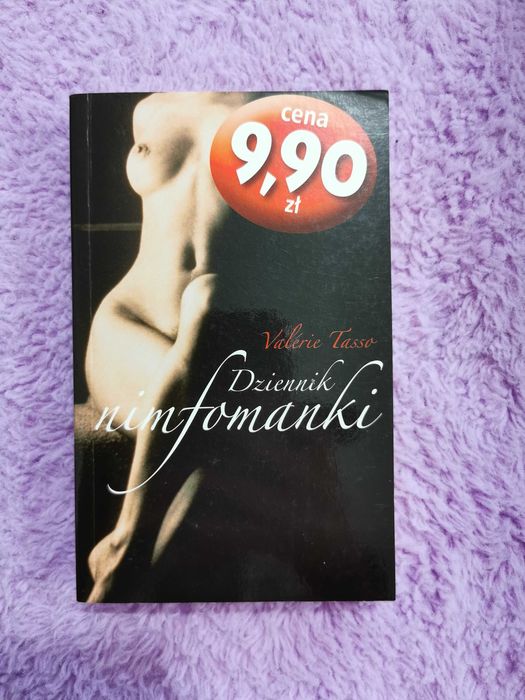 cena
9,90
zł
Valérie Tasso
Dziennik
nimfomanki